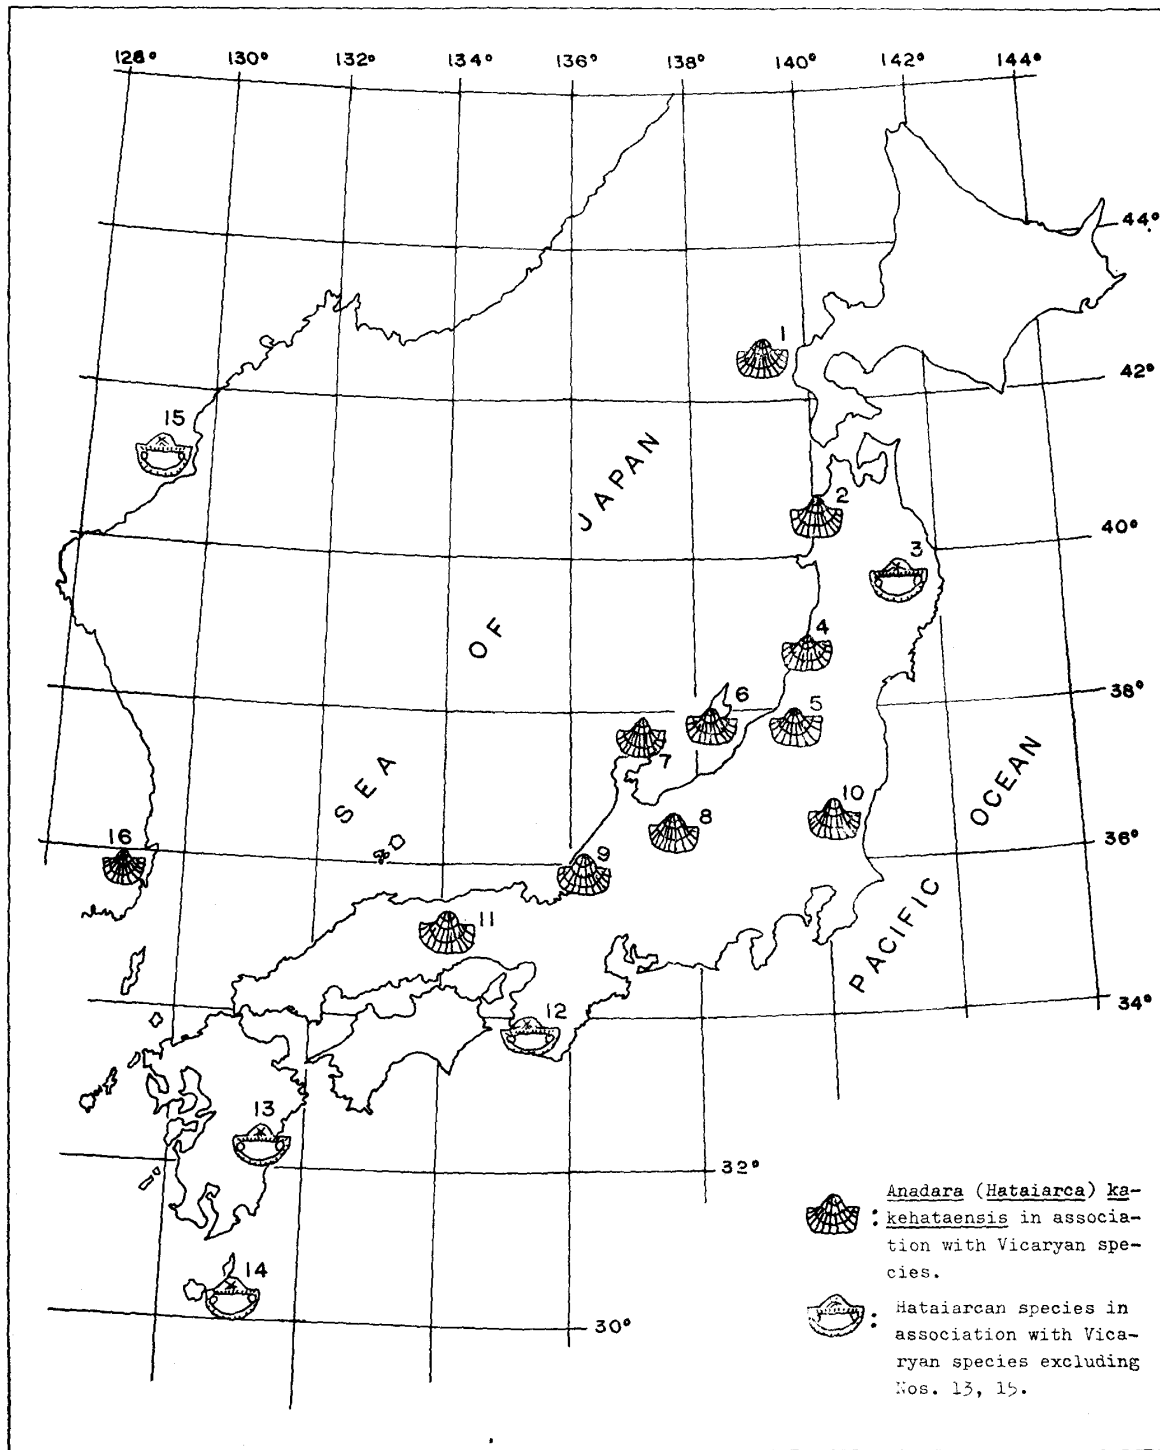 128° 130° 132° 134° 136° 138° 140° 142° 144°
44°
1
42°
15
JAPAN
2
40°
3
4
OF
38°
6
5
7
SEA
OCEAN
10
8
36°
16
9
PACIFIC
11
34°
12
13
32°
Anadara (Hataiarca) ka-
kehataensis in associa-
tion with Vicaryan spe-
cies.
:
14
Hataiarcan species in
association with Vica-
ryan species excluding
Nos. 13, 15.
:
30°